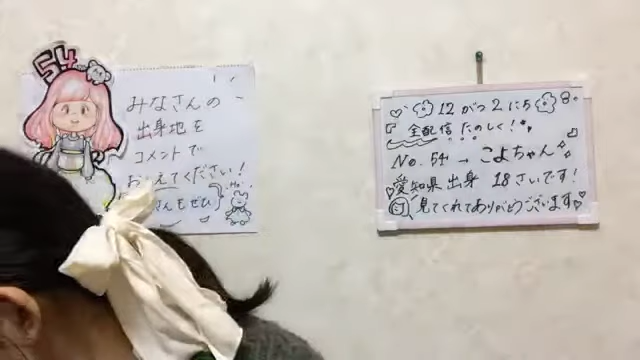 54
みなさんの
出身地を
コメントで
おしえてください!
さんもぜひ
12がつ2にち
全配信たのしく!
No.54→こよちゃん
愛知県出身 18さいです!
見てくれてありがとうございます